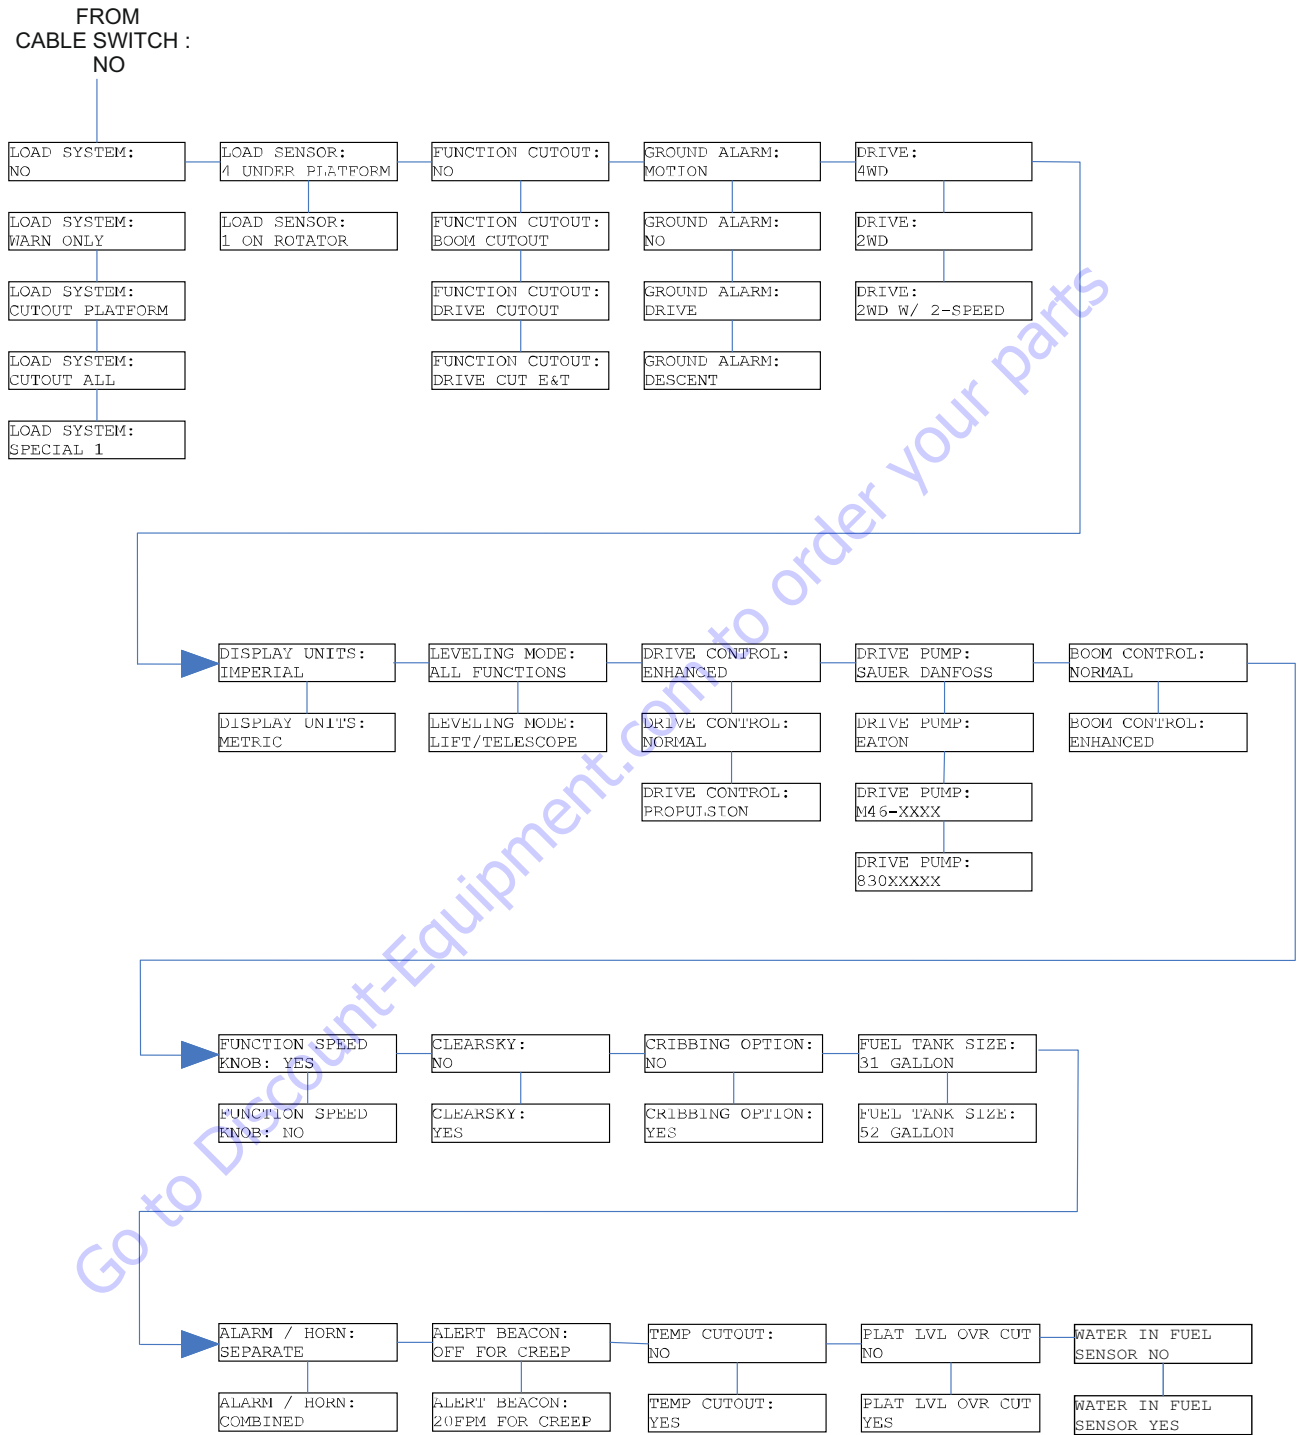 FROM
CABLE SWITCH :
NO
LOAD SYSTEM:
NO
LOAD SENSOR:
4 UNDER PLATFORM
FUNCTION CUTOUT:
NO
GROUND ALARM:
MOTION
DRIVE:
4WD
LOAD SYSTEM:
WARN ONLY
LOAD SENSOR:
1 ON ROTATOR
FUNCTION CUTOUT:
BOOM CUTOUT
GROUND ALARM:
NO
DRIVE:
2WD
LOAD SYSTEM:
CUTOUT PLATFORM
FUNCTION CUTOUT:
DRIVE CUTOUT
GROUND ALARM:
DRIVE
DRIVE:
2WD W/ 2-SPEED
LOAD SYSTEM:
CUTOUT ALL
FUNCTION CUTOUT:
DRIVE CUT E&T
GROUND ALARM:
DESCENT
LOAD SYSTEM:
SPECIAL 1
DISPLAY UNITS:
IMPERIAL
LEVELING MODE:
ALL FUNCTIONS
DRIVE CONTROL:
ENHANCED
DRIVE PUMP:
SAUER DANFOSS
BOOM CONTROL:
NORMAL
DISPLAY UNITS:
METRIC
LEVELING MODE:
LIFT/TELESCOPE
DRIVE CONTROL:
NORMAL
DRIVE PUMP:
EATON
BOOM CONTROL:
ENHANCED
DRIVE CONTROL:
PROPULSION
DRIVE PUMP:
M46-XXXX
DRIVE PUMP:
830XXXXX
FUNCTION SPEED
KNOB: YES
CLEARSKY:
NO
CRIBBING OPTION:
NO
FUEL TANK SIZE:
31 GALLON
FUNCTION SPEED
KNOB: NO
CLEARSKY:
YES
CRIBBING OPTION:
YES
FUEL TANK SIZE:
52 GALLON
ALARM / HORN:
SEPARATE
ALERT BEACON:
OFF FOR CREEP
TEMP CUTOUT:
NO
PLAT LVL OVR CUT
NO
WATER IN FUEL
SENSOR NO
ALARM / HORN:
COMBINED
ALERT BEACON:
20FPM FOR CREEP
TEMP CUTOUT:
YES
PLAT LVL OVR CUT
YES
WATER IN FUEL
SENSOR YES
Go to Discount-Equipment.com to order your parts